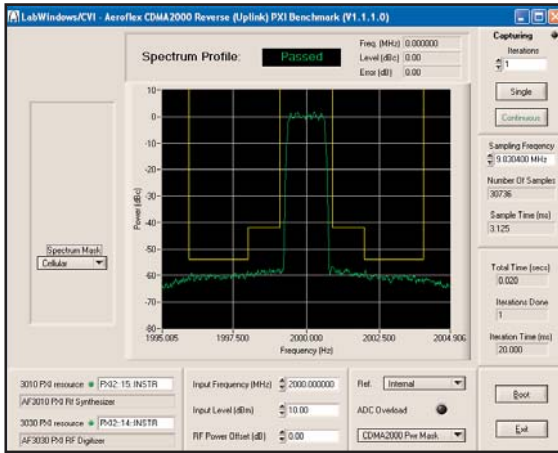 LabWindows/CVI - Aeroflex CDMA2000 Reverse (Uplink) PXI Benchmark (V1.1.1.0)
Spectrum Profile:
Passed
Freq. (MHz) 0.000000
Level (dBc) 0.00
Error (dB) 0.00
Capturing
Iterations
1
Single
Continuous
Spectrum Mask
Cellular
Power (dBc)
10
0
-10
-20
-30
-40
-50
-60
-70
-80
1995.085
1997.500
2000.000
2002.500
2004.906
Frequency (Hz)
Sampling Freqency
9.830400 MHz
Number Of Samples
30736
Sample Time (ms)
3.125
Total Time (secs)
0.020
Iterations Done
1
Iteration Time (ms)
20.000
3010 PXI resource PXI2::15::INSTR
AF3010 PXI Rf Synthesizer
3030 PXI resource PXI2::14::INSTR
AF3030 PXI RF Digitizer
Input Frequency (MHz) 2000.000000
Input Level (dBm) 10.00
RF Power Offset (dB) 0.00
Ref. Internal
ADC Overload
CDMA2000 Pwr Mask
Boot
Exit